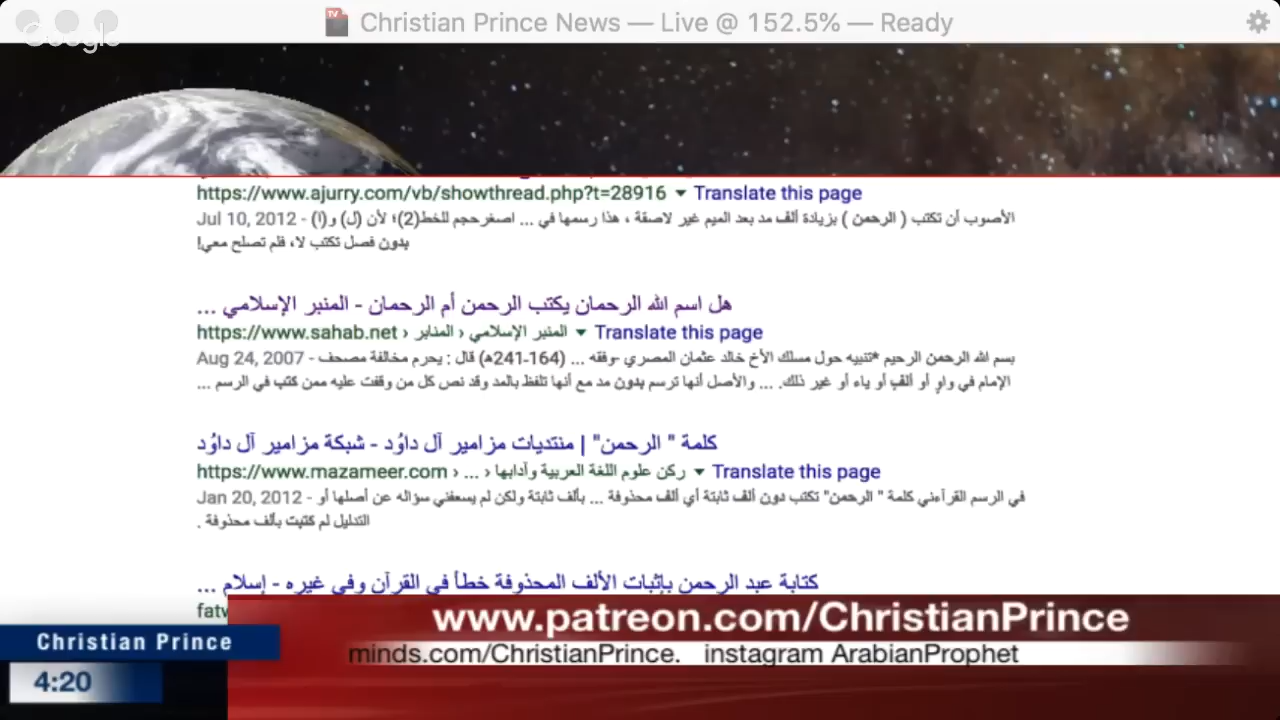 Christian Prince News — Live @ 152.5% — Ready
Google
https://www.ajurry.com/vb/showthread.php?t=28916 ▼ Translate this page
Jul 10, 2012 - الأصوب أن تكتب ( الرحمن ) بزيادة ألف مد بعد الميم غير لاصقة ، هذا رسمها في ... اصغرحجم للخط(2)؛ لأن (ل) و(ا)
بدون فصل تكتب لا، فلم تصلح معي!
هل اسم الله الرحمان يكتب الرحمن أم الرحمان - المنبر الإسلامي ...
https://www.sahab.net › المنابر › المنبر الإسلامي ▼ Translate this page
Aug 24, 2007 - بسم الله الرحمن الرحيم *تنبيه حول مسلك الأخ خالد عثمان المصري -وفقه ... (164-241ه) قال : يحرم مخالفة مصحف
الإمام في واوٍ أو ألفٍ أو ياء أو غير ذلك. ... والأصل أنها ترسم بدون مد مع أنها تلفظ بالمد وقد نص كل من وقفت عليه ممن كتب في الرسم ...
كلمة " الرحمن" | منتديات مزامير آل داوُد - شبكة مزامير آل داوُد
https://www.mazameer.com › ... › ركن علوم اللغة العربية وآدابها ▼ Translate this page
Jan 20, 2012 - في الرسم القرآءني كلمة " الرحمن" تكتب دون ألف ثابتة أي ألف محذوفة ... بألف ثابتة ولكن لم يسعفني سؤاله عن أصلها أو
التدليل لم كتبت بألف محذوفة .
كتابة عبد الرحمن بإثبات الألف المحذوفة خطأ في القرآن وفي غيره - إسلام ...
fatw
www.patreon.com/ChristianPrince
Christian Prince
minds.com/ChristianPrince. instagram ArabianProphet
4:20